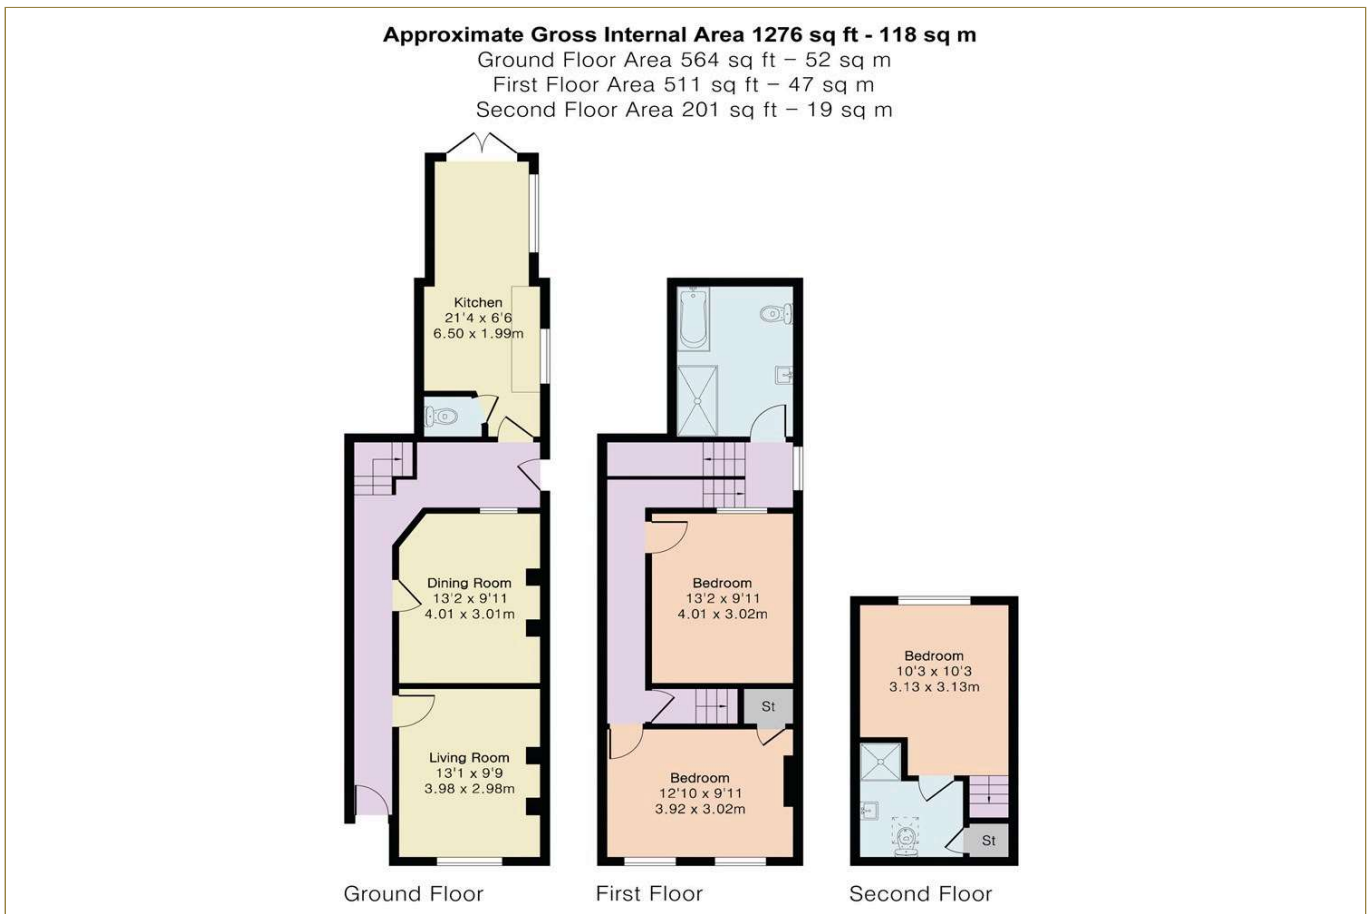 Approximate Gross Internal Area 1276 sq ft - 118 sq m
Ground Floor Area 564 sq ft – 52 sq m
First Floor Area 511 sq ft – 47 sq m
Second Floor Area 201 sq ft – 19 sq m
Kitchen
21'4 x 6'6
6.50 x 1.99m
Dining Room
13'2 x 9'11
4.01 x 3.01m
Living Room
13'1 x 9'9
3.98 x 2.98m
Ground Floor
Bedroom
13'2 x 9'11
4.01 x 3.02m
St
Bedroom
12'10 x 9'11
3.92 x 3.02m
First Floor
Bedroom
10'3 x 10'3
3.13 x 3.13m
St
Second Floor